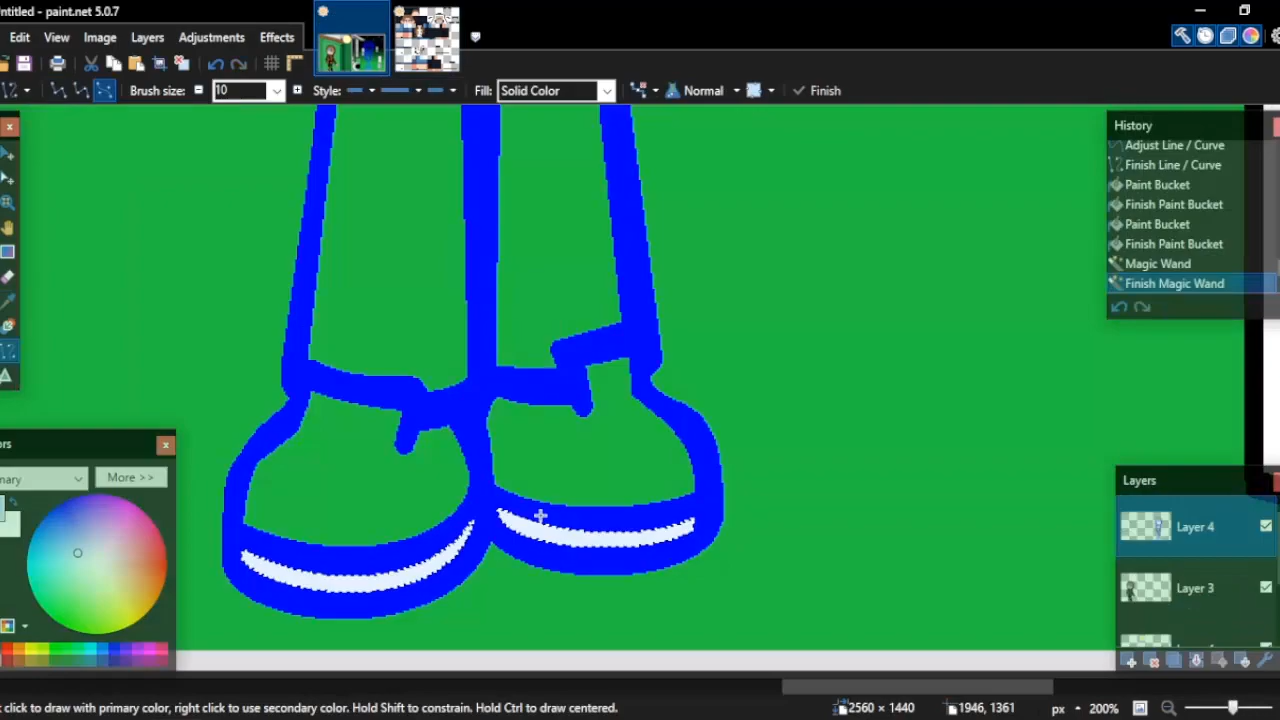 ntitled - paint.net 5.0.7
Edit View Image Layers Adjustments Effects
Brush size: 10 Style: Fill: Solid Color Normal Finish
History
Adjust Line / Curve
Finish Line / Curve
Paint Bucket
Finish Paint Bucket
Paint Bucket
Finish Paint Bucket
Magic Wand
Finish Magic Wand
ors
mary More >>
Layers
Layer 4
Layer 3
click to draw with primary color, right click to use secondary color. Hold Shift to constrain. Hold Ctrl to draw centered. 2560 × 1440 1946, 1361 px 200%